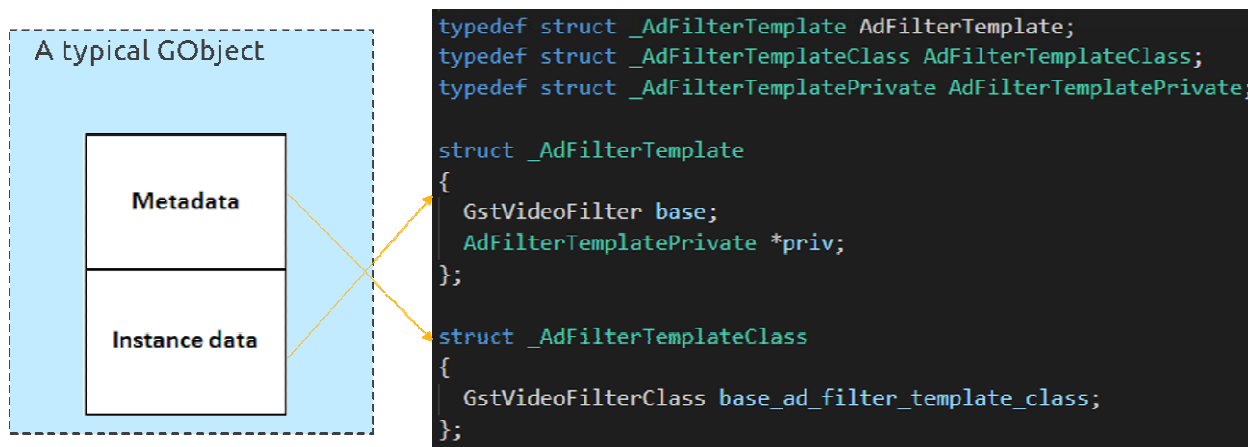 A typical GObject
Metadata
Instance data
typedef struct _AdFilterTemplate AdFilterTemplate;
typedef struct _AdFilterTemplateClass AdFilterTemplateClass;
typedef struct _AdFilterTemplatePrivate AdFilterTemplatePrivate;
struct _AdFilterTemplate
{
GstVideoFilter base;
AdFilterTemplatePrivate *priv;
};
struct _AdFilterTemplateClass
{
GstVideoFilterClass base_ad_filter_template_class;
};